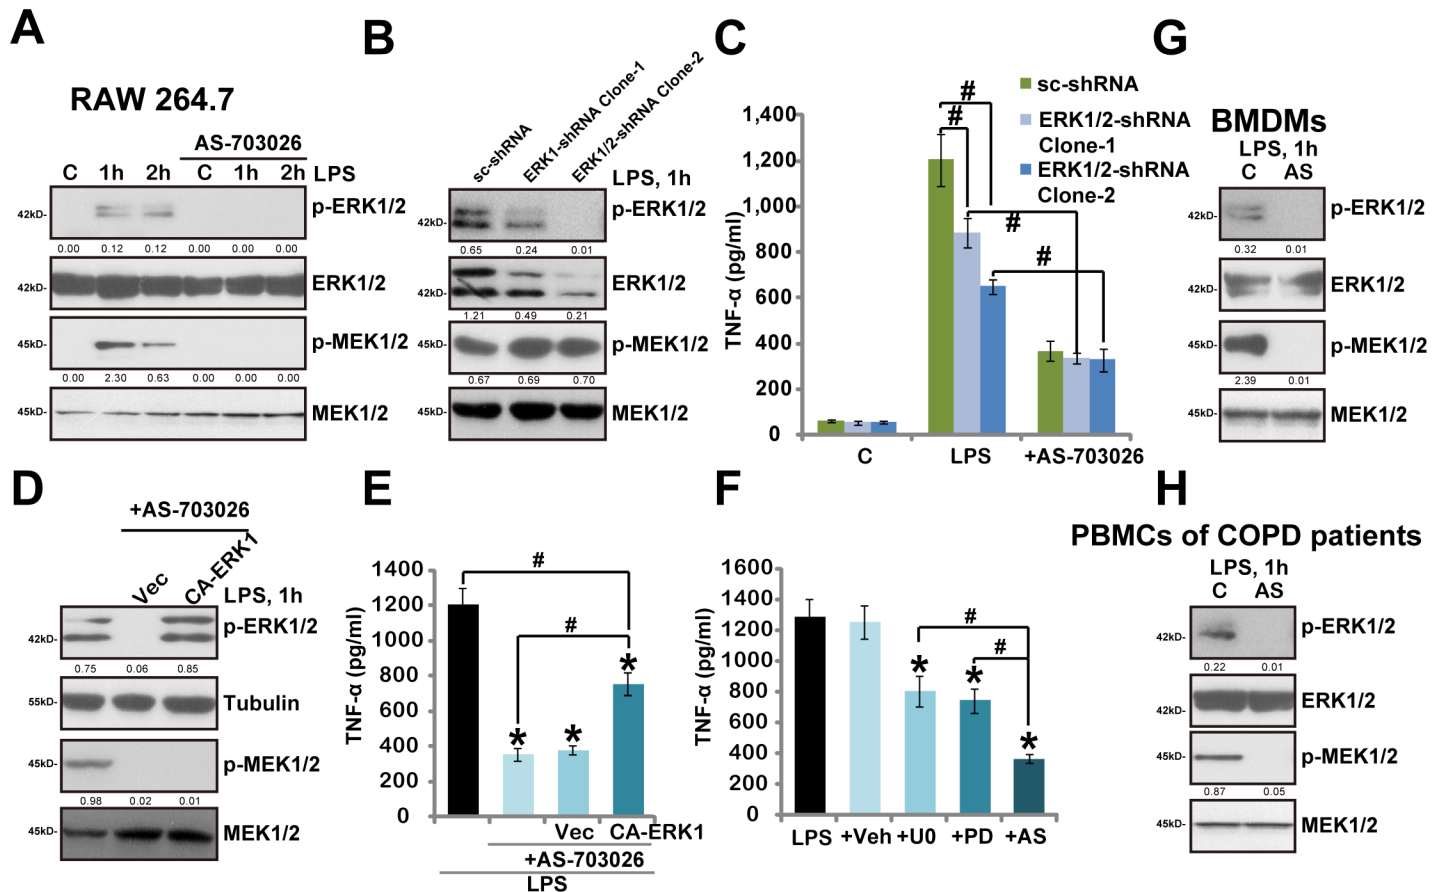 A
RAW 264.7
AS-703026
C 1h 2h C 1h 2h LPS
42kD- p-ERK1/2
0.00 0.12 0.12 0.00 0.00 0.00
42kD- ERK1/2
45kD- p-MEK1/2
0.00 2.30 0.63 0.00 0.00 0.00
45kD- MEK1/2
B
sc-shRNA
ERK1-shRNA Clone-1
ERK1/2-shRNA Clone-2
LPS, 1h
42kD- p-ERK1/2
0.65 0.24 0.01
42kD- ERK1/2
1.21 0.49 0.21
45kD- p-MEK1/2
0.67 0.69 0.70
45kD- MEK1/2
C
sc-shRNA
ERK1/2-shRNA
Clone-1
ERK1/2-shRNA
Clone-2
TNF-α (pg/ml)
1,400
1,200
1,000
800
600
400
200
0
#
#
#
#
C LPS +AS-703026
G
BMDMs
LPS, 1h
C AS
42kD- p-ERK1/2
0.32 0.01
42kD- ERK1/2
45kD- p-MEK1/2
2.39 0.01
45kD- MEK1/2
D
+AS-703026
Vec
CA-ERK1
LPS, 1h
42kD- p-ERK1/2
0.75 0.06 0.85
55kD- Tubulin
45kD- p-MEK1/2
0.98 0.02 0.01
45kD- MEK1/2
E
TNF-α (pg/ml)
1400
1200
1000
800
600
400
200
0
#
#
* * *
Vec CA-ERK1
+AS-703026
LPS
F
TNF-α (pg/ml)
1600
1400
1200
1000
800
600
400
200
0
#
#
* * *
LPS +Veh +U0 +PD +AS
H
PBMCs of COPD patients
LPS, 1h
C AS
42kD- p-ERK1/2
0.22 0.01
42kD- ERK1/2
45kD- p-MEK1/2
0.87 0.05
45kD- MEK1/2